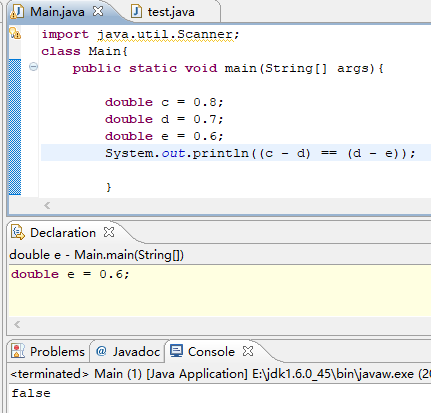 Main.java test.java
import java.util.Scanner;
class Main{
public static void main(String[] args){
double c = 0.8;
double d = 0.7;
double e = 0.6;
System.out.println((c - d) == (d - e));
}
Declaration
double e - Main.main(String[])
double e = 0.6;
Problems @ Javadoc Console
<terminated> Main (1) [Java Application] E:\jdk1.6.0_45\bin\javaw.exe (20
false